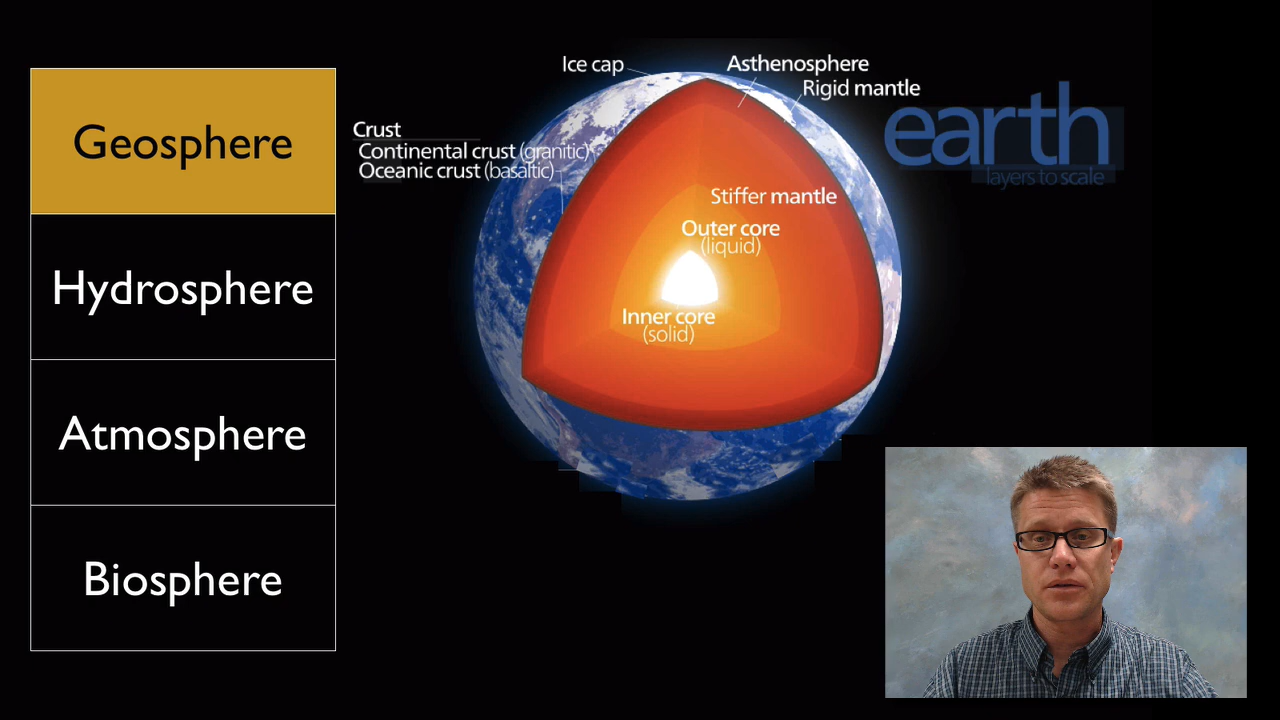 Geosphere
Hydrosphere
Atmosphere
Biosphere
Ice cap
Asthenosphere
Rigid mantle
Crust
Continental crust (granitic)
Oceanic crust (basaltic)
earth
layers to scale
Stiffer mantle
Outer core
(liquid)
Inner core
(solid)